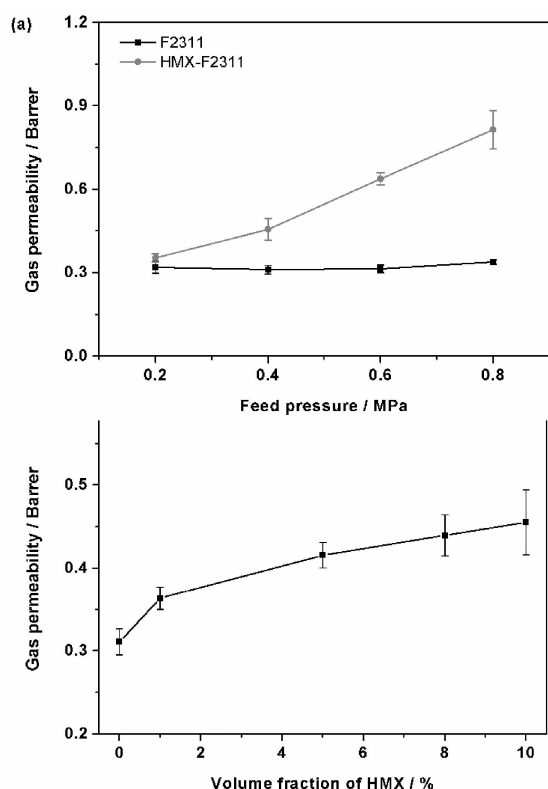 (a)
1.2
0.9
0.6
0.3
0.0
Gas permeability / Barrer
F2311
HMX-F2311
0.2 0.4 0.6 0.8
Feed pressure / MPa
0.5
0.4
0.3
0.2
Gas permeability / Barrer
0 2 4 6 8 10
Volume fraction of HMX / %